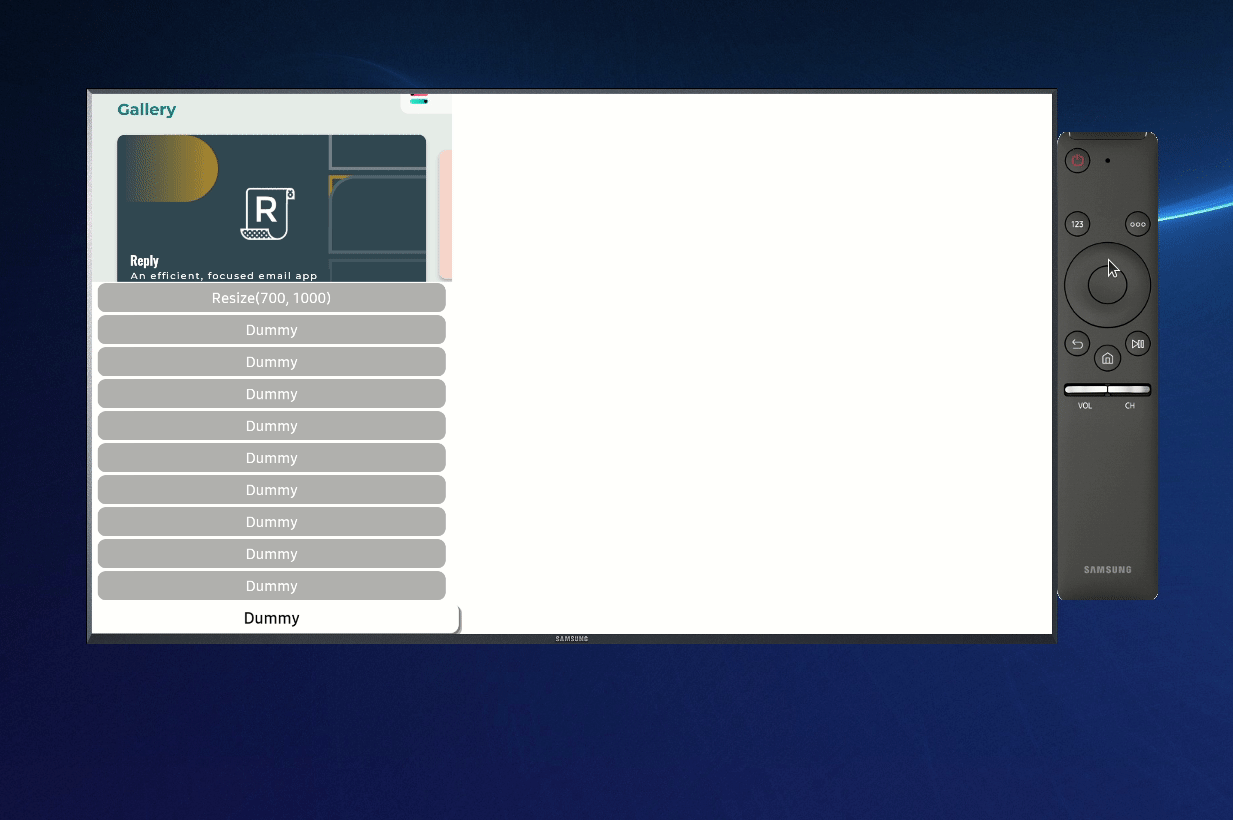 Gallery
R
Reply
An efficient, focused email app
Resize(700, 1000)
Dummy
Dummy
Dummy
Dummy
Dummy
Dummy
Dummy
Dummy
Dummy
Dummy
SAMSUNG
123
VOL
CH
SAMSUNG